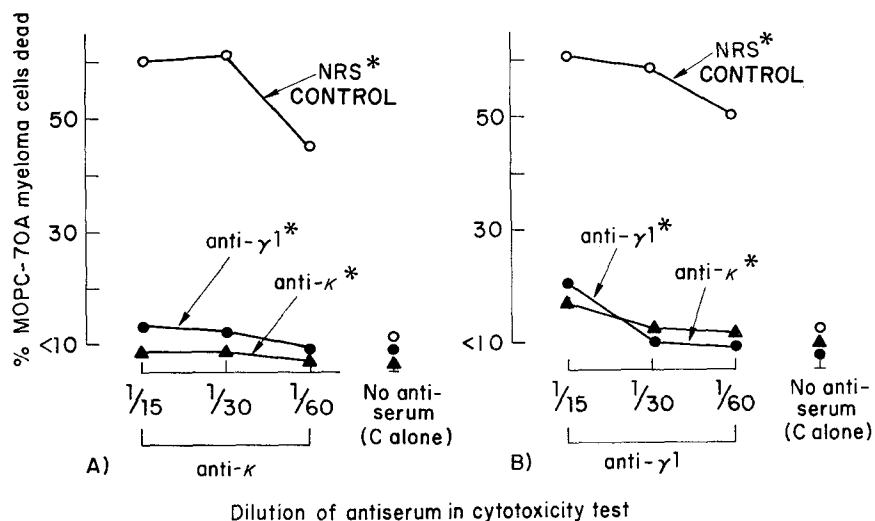 % MOPC-70A myeloma cells dead
50
30
<10
NRS*
CONTROL
anti-γ1*
anti-κ*
1/15 1/30 1/60
No anti-
serum
(C alone)
A)
anti-κ
50
30
<10
NRS*
CONTROL
anti-γ1*
anti-κ*
1/15 1/30 1/60
No anti-
serum
(C alone)
B)
anti-γ1
Dilution of antiserum in cytotoxicity test